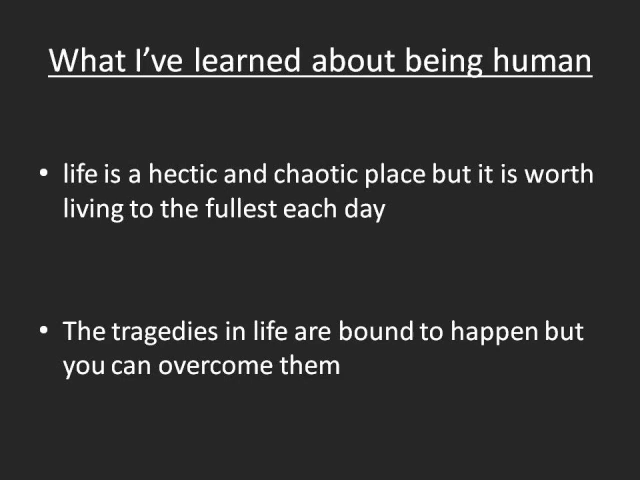 What I’ve learned about being human
• life is a hectic and chaotic place but it is worth
living to the fullest each day
• The tragedies in life are bound to happen but
you can overcome them